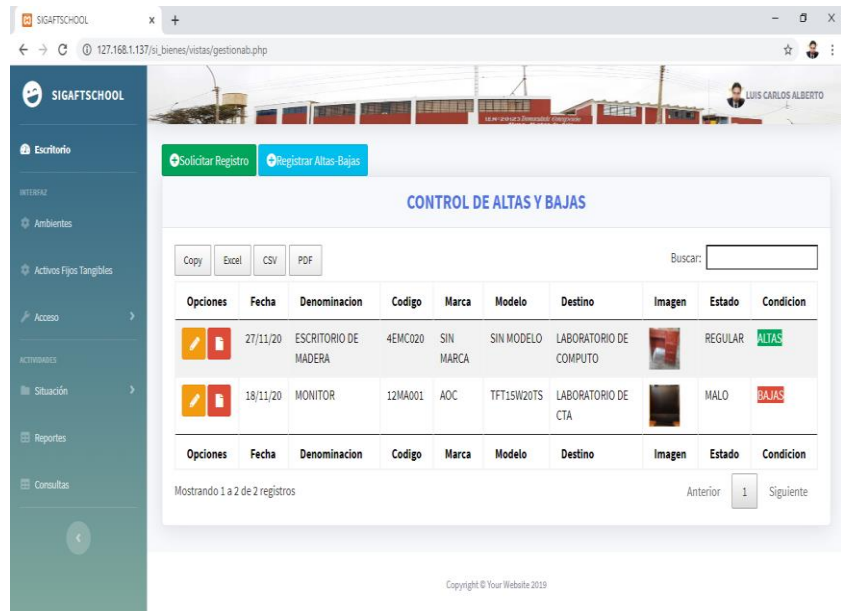 SIGAFTSCHOOL
127.168.1.137/si_bienes/vistas/gestionab.php
SIGAFTSCHOOL
LUIS CARLOS ALBERTO
Escritorio
INTERFAZ
Ambientes
Activos Fijos Tangibles
Acceso
ACTIVIDADES
Situación
Reportes
Consultas
Solicitar Registro Registrar Altas-Bajas
CONTROL DE ALTAS Y BAJAS
Copy Excel CSV PDF Buscar:
Opciones Fecha Denominacion Codigo Marca Modelo Destino Imagen Estado Condicion
27/11/20 ESCRITORIO DE 4EMC020 SIN SIN MODELO LABORATORIO DE REGULAR ALTAS
MADERA MARCA COMPUTO
18/11/20 MONITOR 12MA001 AOC TFT15W20TS LABORATORIO DE MALO BAJAS
CTA
Opciones Fecha Denominacion Codigo Marca Modelo Destino Imagen Estado Condicion
Mostrando 1 a 2 de 2 registros Anterior 1 Siguiente
Copyright © Your Website 2019